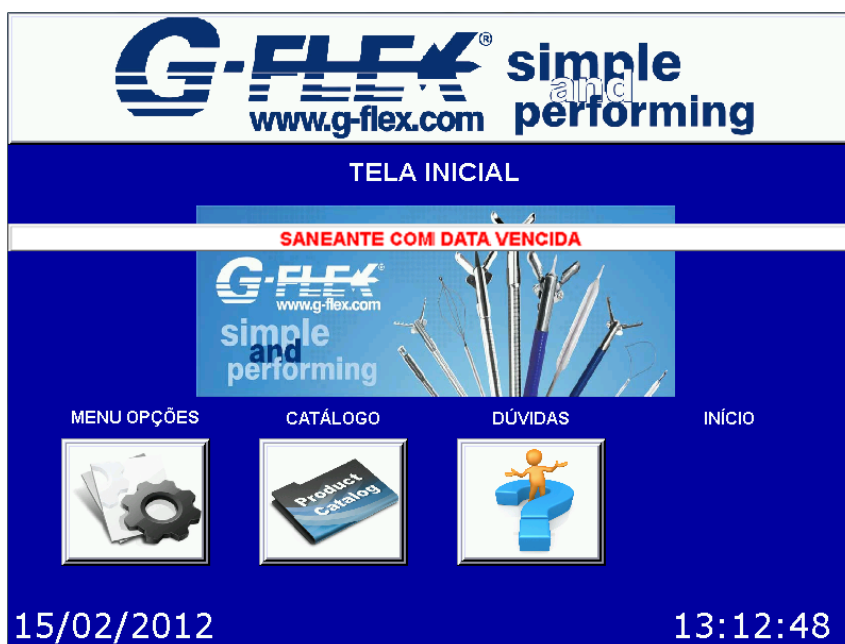 G-FLEX® simple
and
www.g-flex.com performing
TELA INICIAL
SANEANTE COM DATA VENCIDA
G-FLEX
www.g-flex.com
simple
and
performing
MENU OPÇÕES CATÁLOGO DÚVIDAS INÍCIO
Product
Catalog
15/02/2012 13:12:48